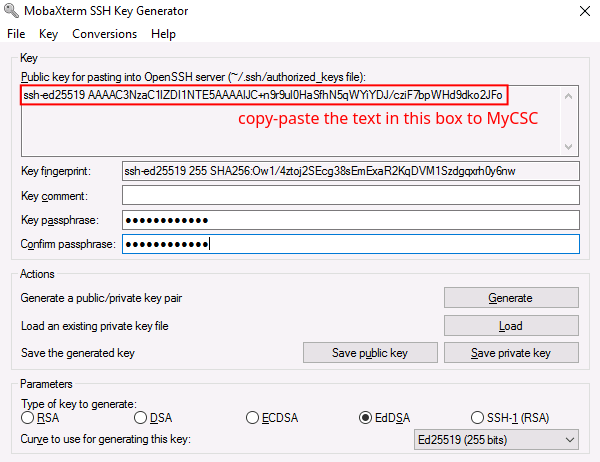 MobaXterm SSH Key Generator
File Key Conversions Help
Key
Public key for pasting into OpenSSH server (~/.ssh/authorized_keys file):
ssh-ed25519 AAAAC3NzaC1lZDI1NTE5AAAAIJC+n9r9ul0HaSfhN5qWYiYDJ/cziF7bpWHd9dko2JFo
copy-paste the text in this box to MyCSC
Key fingerprint: ssh-ed25519 255 SHA256:Ow1/4ztoj2SEcg38sEmExaR2KqDVM1Szdgqxrh0y6nw
Key comment:
Key passphrase: ••••••••••••
Confirm passphrase: ••••••••••••
Actions
Generate a public/private key pair Generate
Load an existing private key file Load
Save the generated key Save public key Save private key
Parameters
Type of key to generate:
RSA DSA ECDSA EdDSA SSH-1 (RSA)
Curve to use for generating this key: Ed25519 (255 bits)